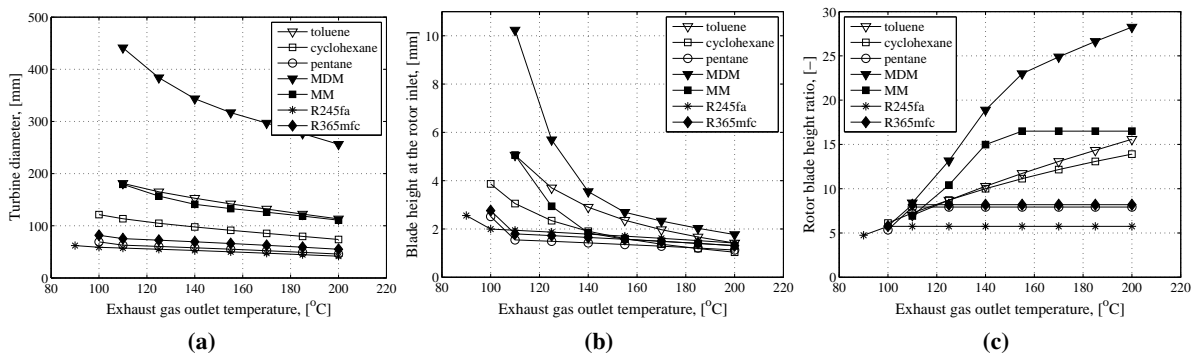 500
400
300
200
100
0
80 100 120 140 160 180 200 220
Turbine diameter, [mm]
Exhaust gas outlet temperature, [°C]
toluene
cyclohexane
pentane
MDM
MM
R245fa
R365mfc
(a)
10
8
6
4
2
0
80 100 120 140 160 180 200 220
Blade height at the rotor inlet, [mm]
Exhaust gas outlet temperature, [°C]
toluene
cyclohexane
pentane
MDM
MM
R245fa
R365mfc
(b)
30
25
20
15
10
5
0
80 100 120 140 160 180 200 220
Rotor blade height ratio, [−]
Exhaust gas outlet temperature, [°C]
toluene
cyclohexane
pentane
MDM
MM
R245fa
R365mfc
(c)